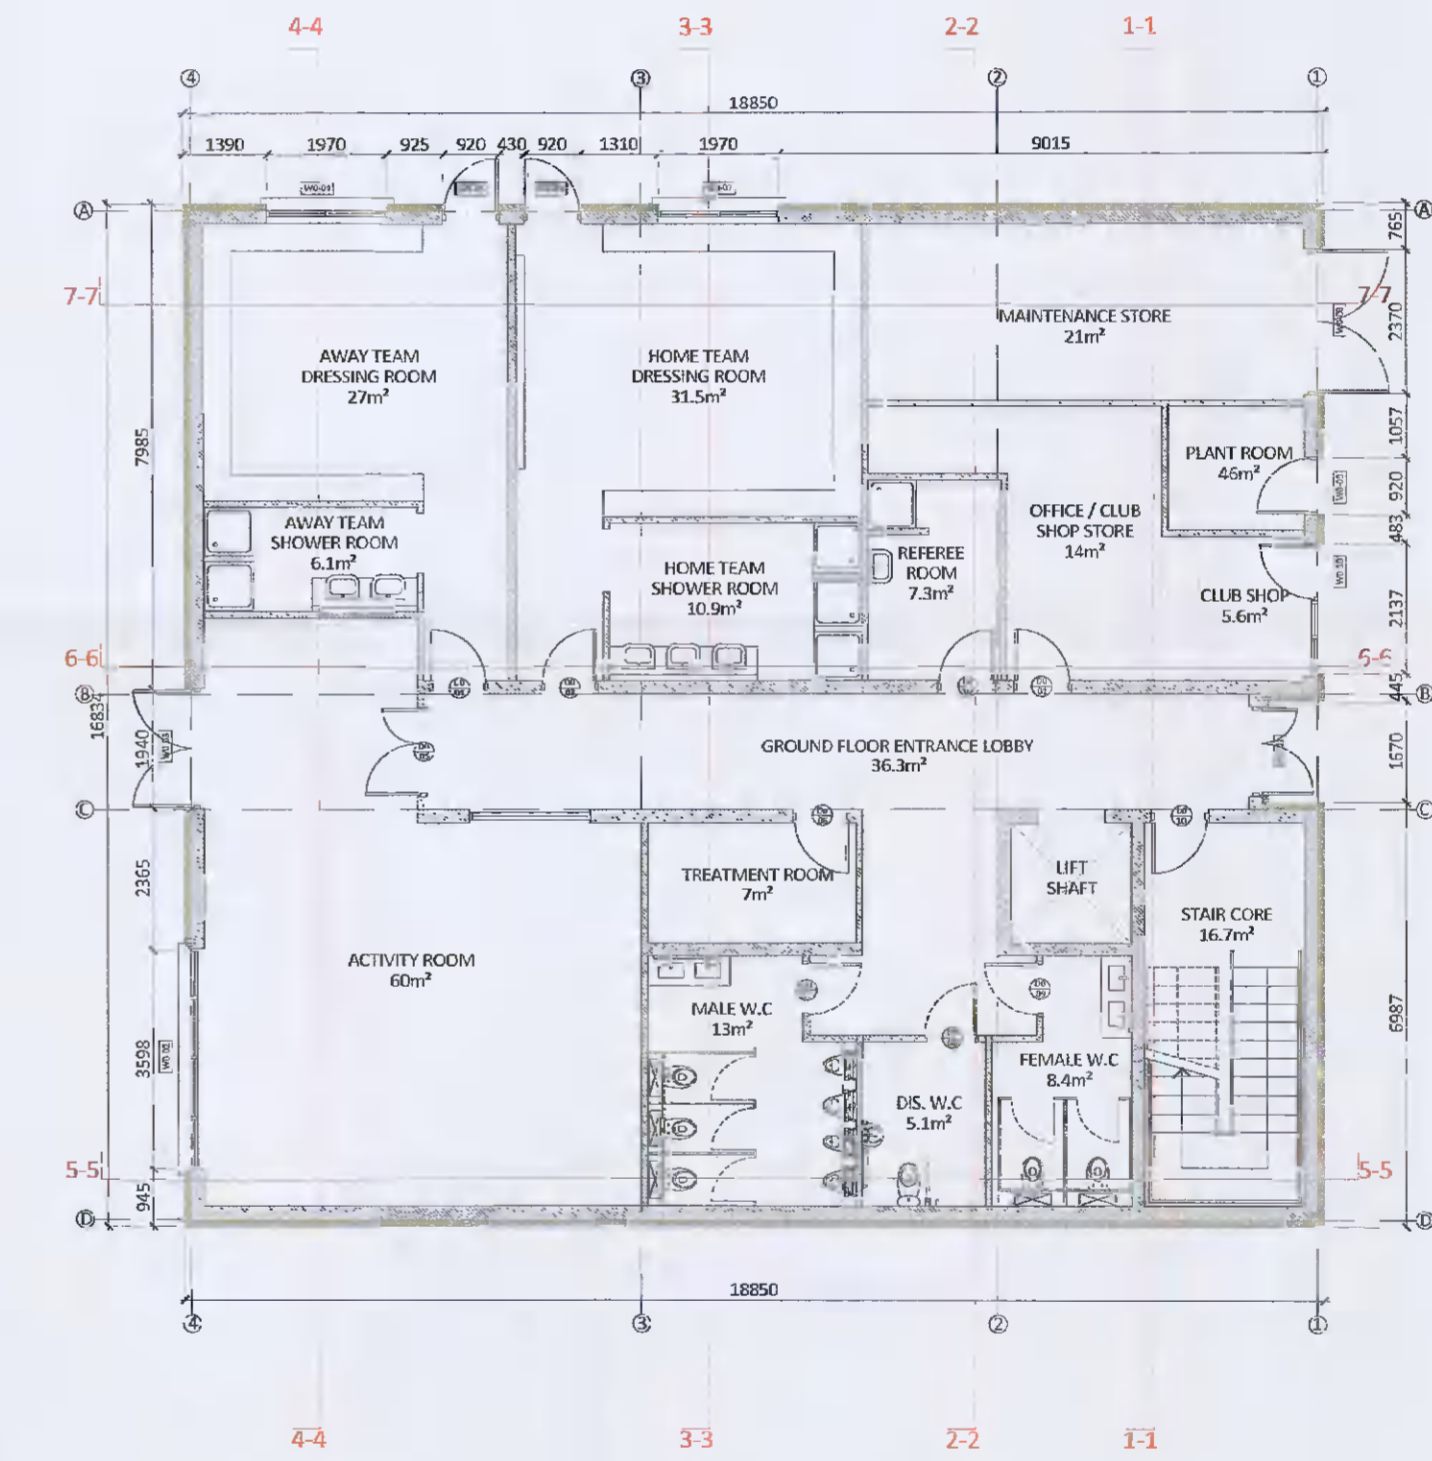 4-4
3-3
2-2
1-1
4
3
2
1
18850
1390
1970
925
920
430
920
1310
1970
9015
W0-08
A
A
765
7-7
7-7
MAINTENANCE STORE
21m²
2370
AWAY TEAM
DRESSING ROOM
27m²
HOME TEAM
DRESSING ROOM
31.5m²
7985
1057
PLANT ROOM
46m²
920
483
OFFICE / CLUB
SHOP STORE
14m²
AWAY TEAM
SHOWER ROOM
6.1m²
REFEREE
ROOM
7.3m²
HOME TEAM
SHOWER ROOM
10.9m²
CLUB SHOP
5.6m²
2137
6-6
6-6
B
B
445
16834
1940
GROUND FLOOR ENTRANCE LOBBY
36.3m²
1670
C
C
2365
TREATMENT ROOM
7m²
LIFT
SHAFT
STAIR CORE
16.7m²
ACTIVITY ROOM
60m²
MALE W.C
13m²
6987
3598
FEMALE W.C
8.4m²
DIS. W.C
5.1m²
5-5
5-5
945
D
D
18850
4
3
2
1
4-4
3-3
2-2
1-1